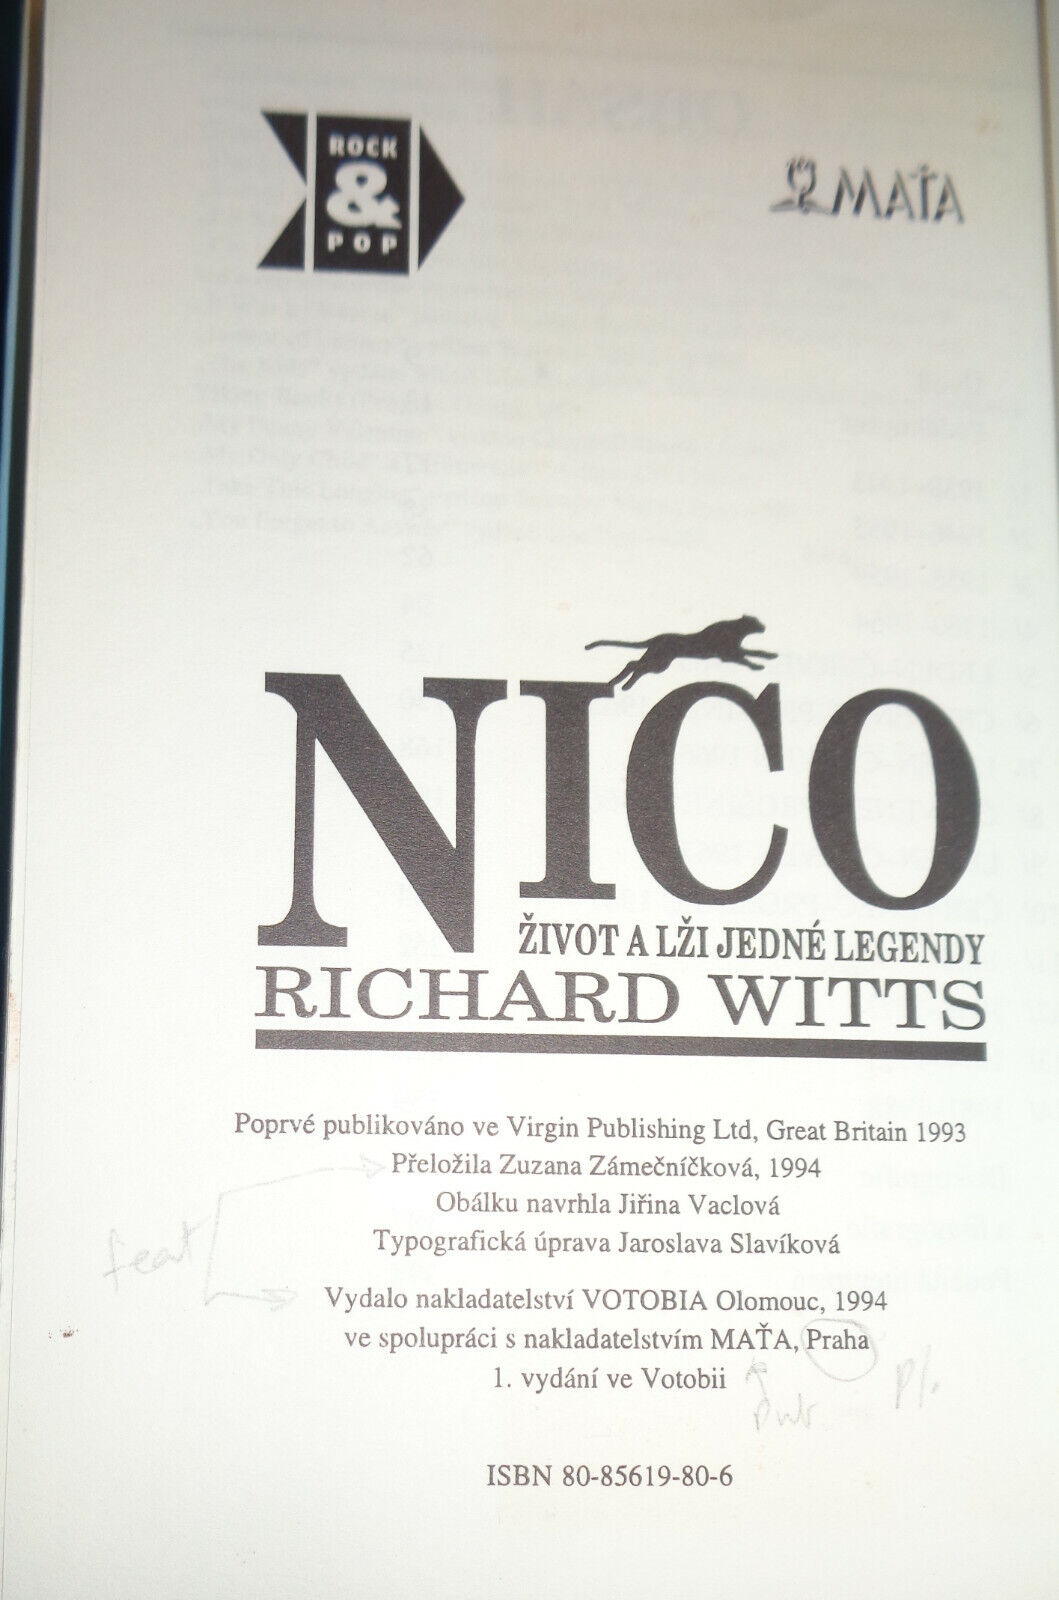 ROCK
&
POP
MAŤA
NICO
ŽIVOT A LŽI JEDNÉ LEGENDY
RICHARD WITTS
Poprvé publikováno ve Virgin Publishing Ltd, Great Britain 1993
Přeložila Zuzana Zámečníčková, 1994
Obálku navrhla Jiřina Vaclová
Typografická úprava Jaroslava Slavíková
feat
Vydalo nakladatelství VOTOBIA Olomouc, 1994
ve spolupráci s nakladatelstvím MAŤA, Praha
1. vydání ve Votobii
pub
pl.
ISBN 80-85619-80-6